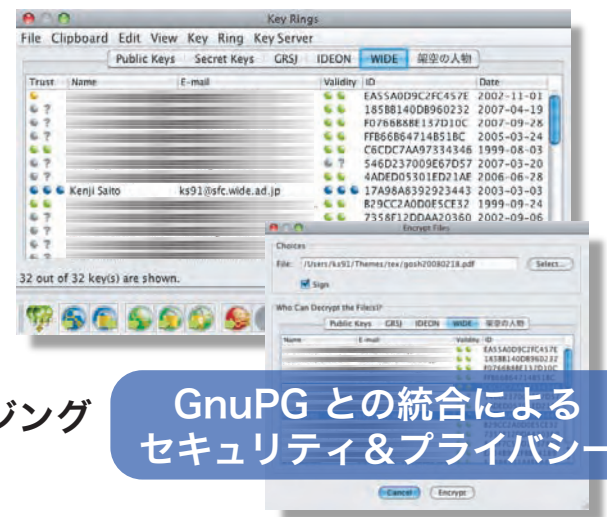 Key Rings
File Clipboard Edit View Key Ring Key Server
Public Keys Secret Keys GRSJ IDEON WIDE 架空の人物
Trust Name E-mail Validity ID Date
EA55A0D9C2FC457E 2002-11-01
? 185BB140DB960232 2007-04-19
? F0766B8BE137D10C 2007-09-28
? FFB66B64714B51BC 2005-03-24
C6CDC7AA97334346 1999-08-03
? ? 546D237009E67D57 2007-03-20
? 4ADED05301ED21AE 2006-06-28
Kenji Saito ks91@sfc.wide.ad.jp 17A98A8392923443 2003-03-03
? B29CC2A0D0E5CE32 1999-09-24
? 7358F12DDAA20360 2002-09-06
?
32 out of 32 key(s) are shown.
Encrypt Files
Choices
File: /Users/ks91/Themes/tex/gosh20080218.pdf Select...
Sign
Who Can Decrypt the File(s)?
Public Keys GRSJ IDEON WIDE 架空の人物
Name E-mail Validity ID
EA55A0D9C2FC457E
185BB140DB960232
ジング
GnuPG との統合による
セキュリティ&プライバシー
Cancel Encrypt